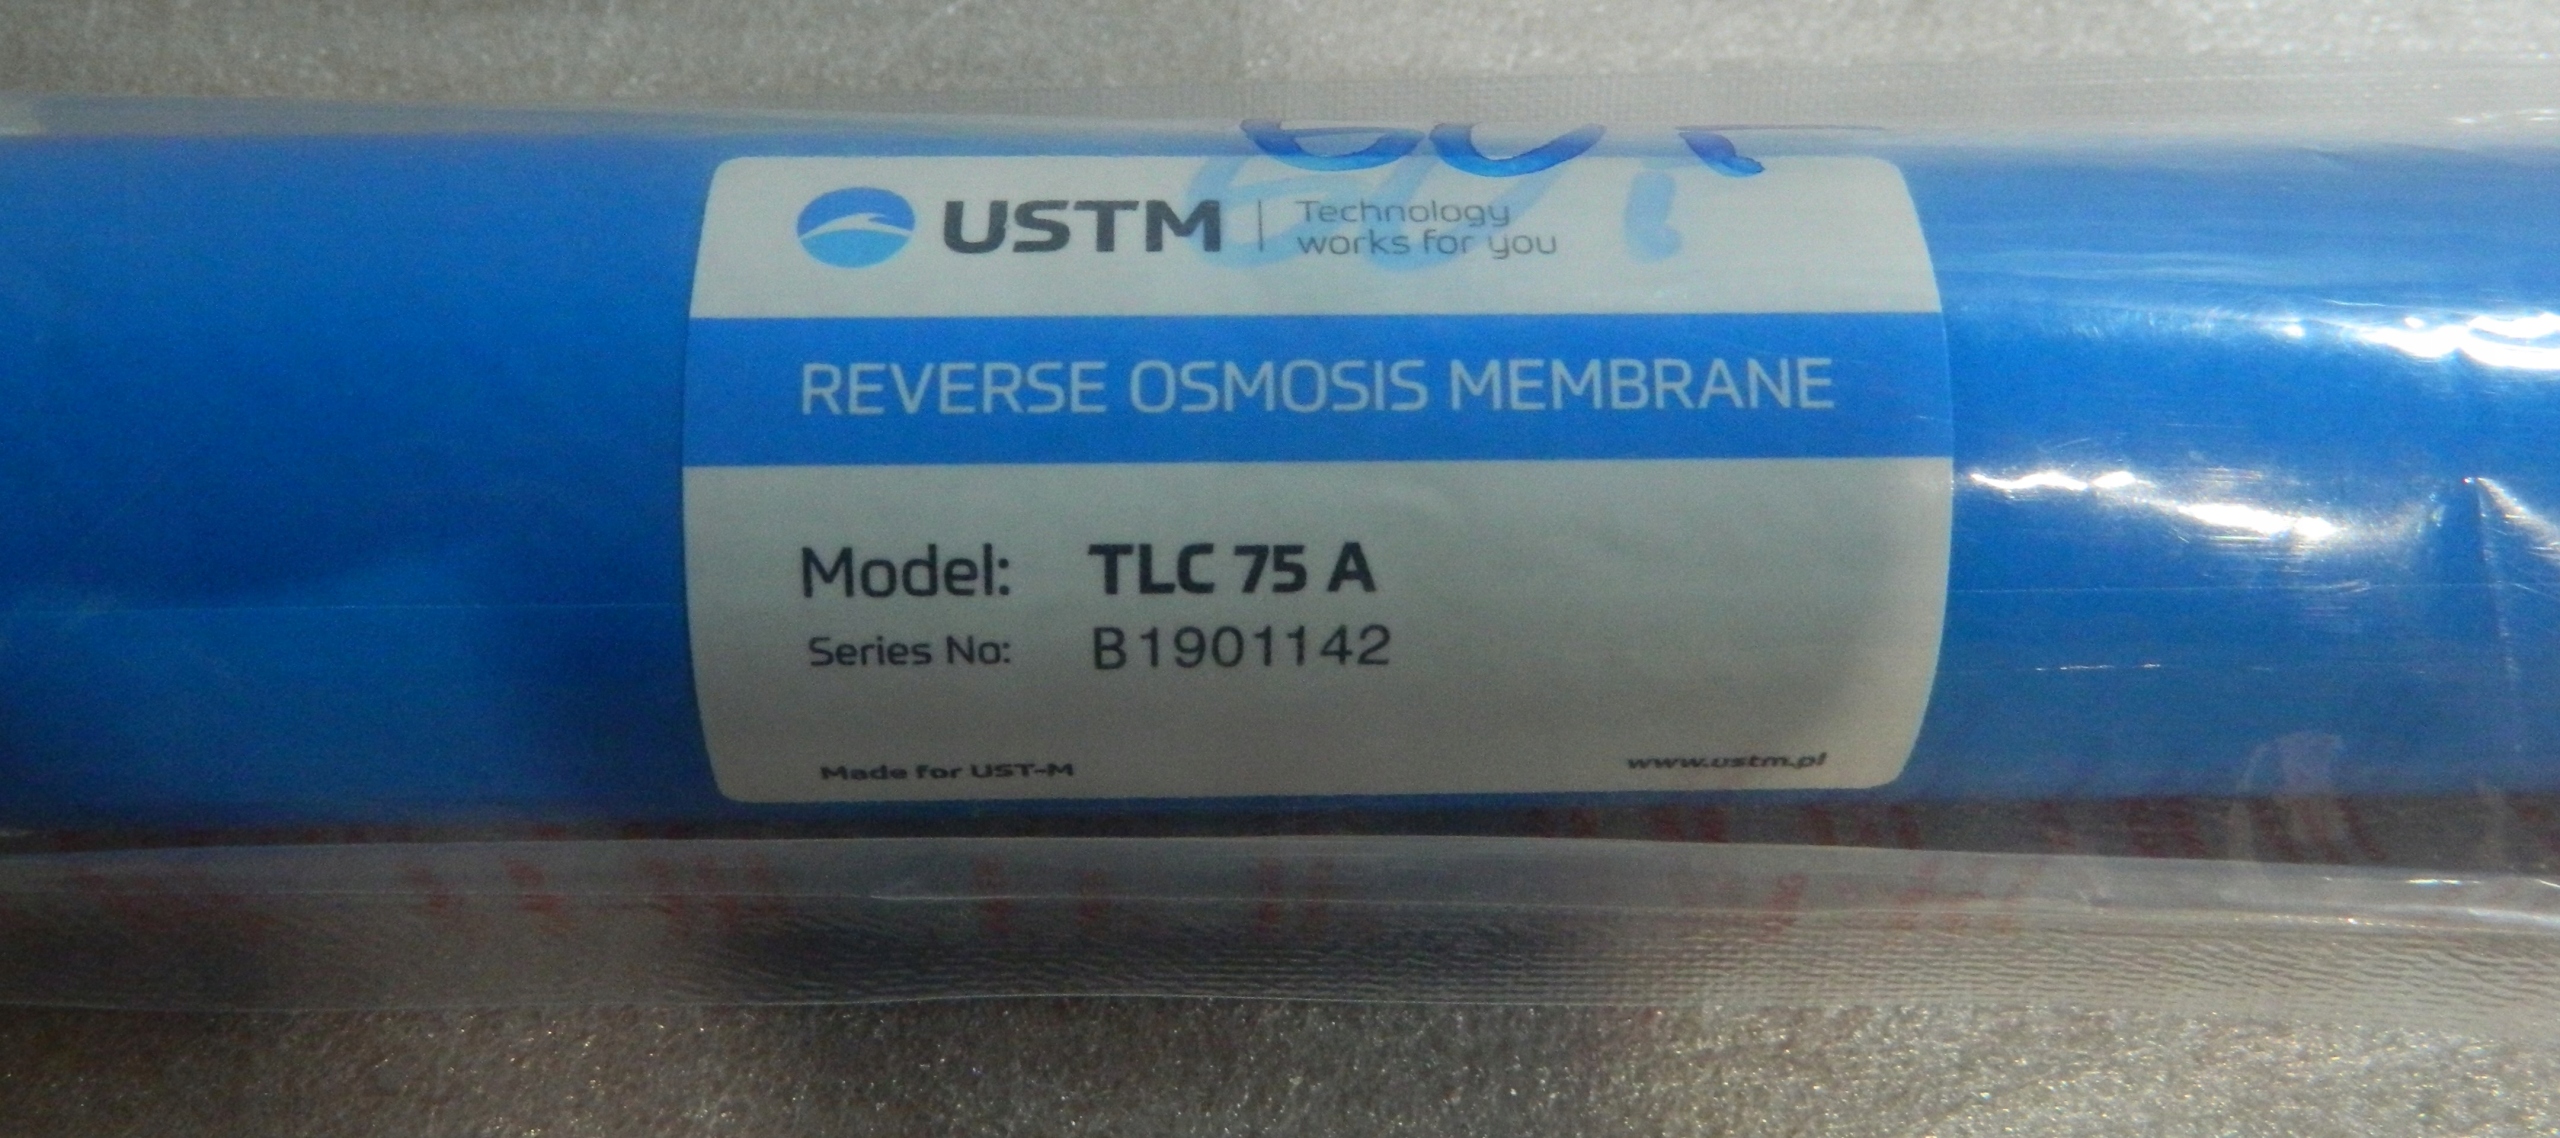 USTM
Technology
works for you
REVERSE OSMOSIS MEMBRANE
Model: TLC 75 A
Series No: B1901142
Made for UST-M
www.ustm.pl